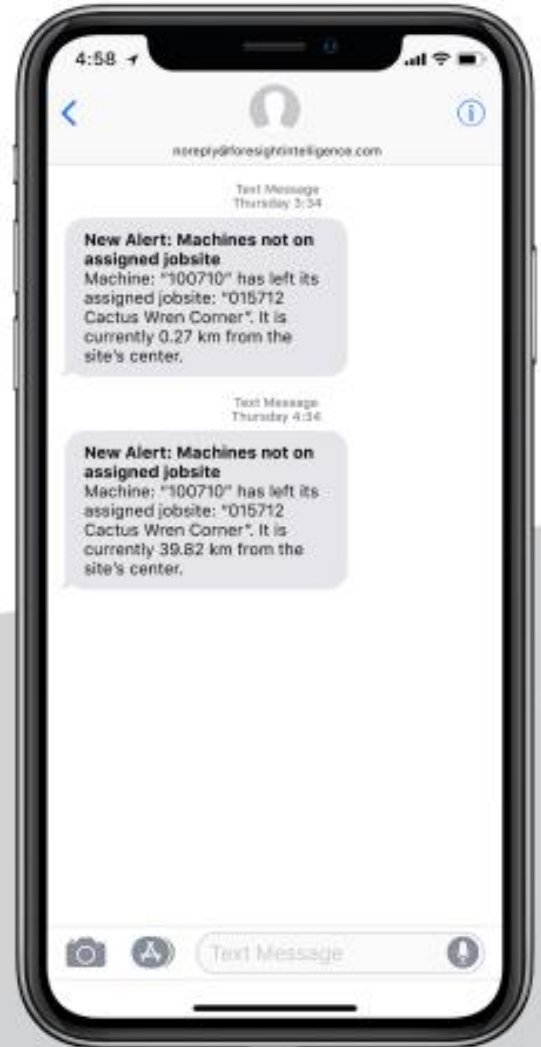 4:58
noreply@foresightintelligence.com
Text Message
Thursday 3:34
New Alert: Machines not on
assigned jobsite
Machine: "100710" has left its
assigned jobsite: "015712
Cactus Wren Corner". It is
currently 0.27 km from the
site's center.
Text Message
Thursday 4:34
New Alert: Machines not on
assigned jobsite
Machine: "100710" has left its
assigned jobsite: "015712
Cactus Wren Corner". It is
currently 39.82 km from the
site's center.
Text Message